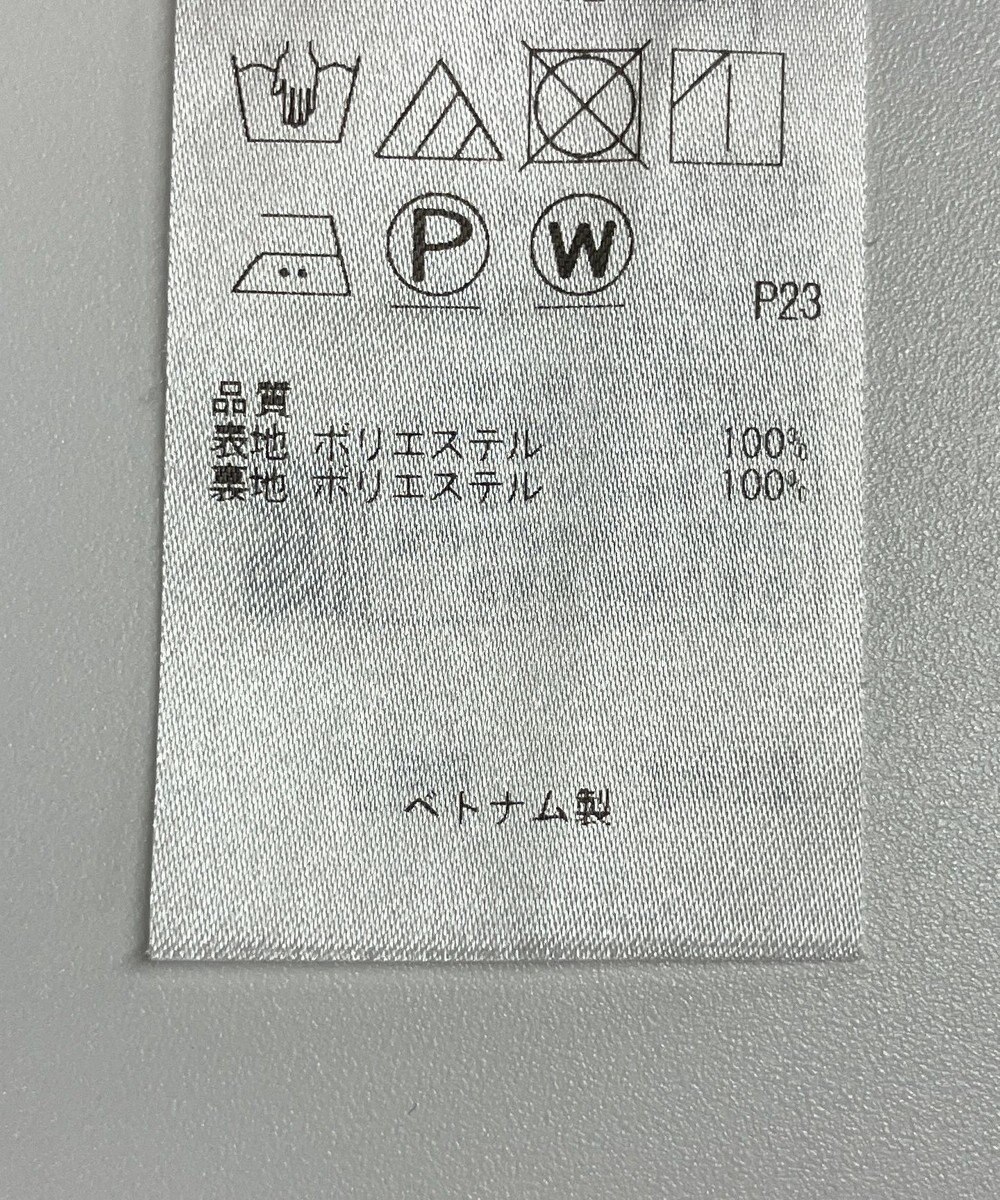 P W
P23
品質
表地 ポリエステル 100%
裏地 ポリエステル 100%
ベトナム製